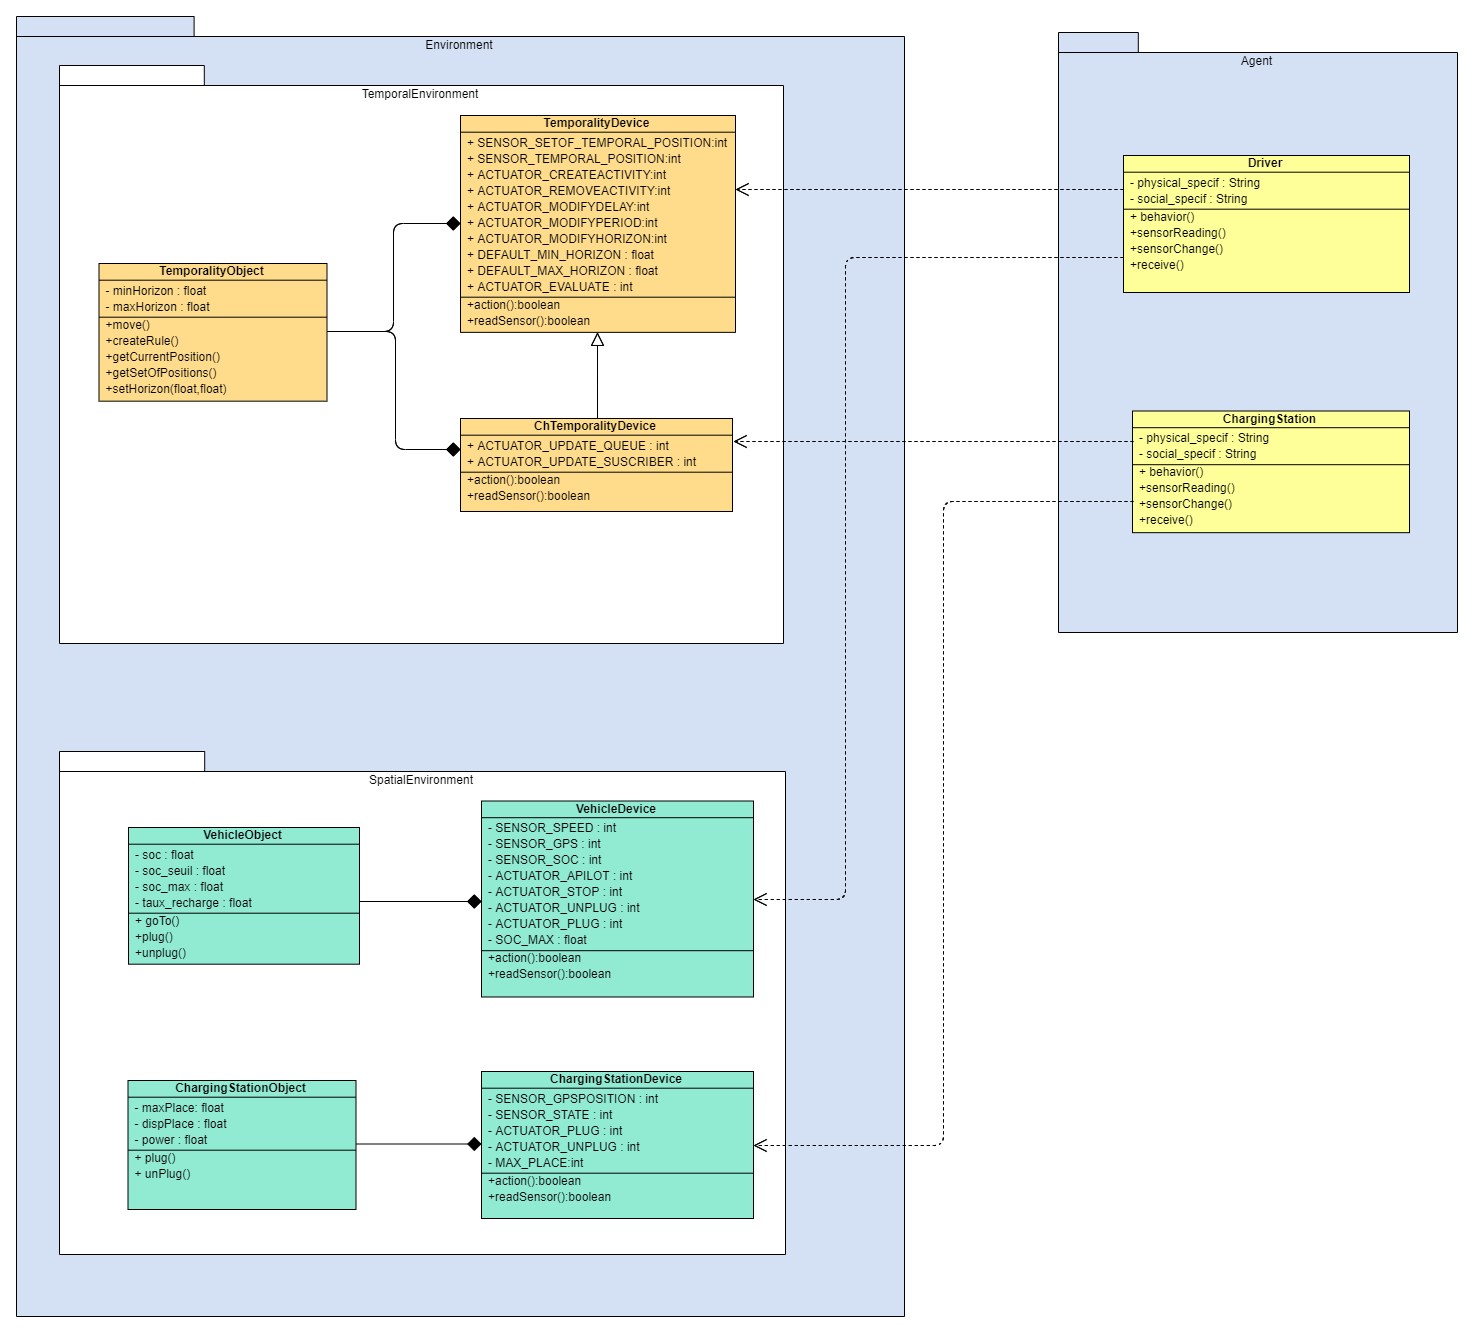 Environment
TemporalEnvironment
TemporalityDevice
+ SENSOR_SETOF_TEMPORAL_POSITION:int
+ SENSOR_TEMPORAL_POSITION:int
+ ACTUATOR_CREATEACTIVITY:int
+ ACTUATOR_REMOVEACTIVITY:int
+ ACTUATOR_MODIFYDELAY:int
+ ACTUATOR_MODIFYPERIOD:int
+ ACTUATOR_MODIFYHORIZON:int
+ DEFAULT_MIN_HORIZON : float
+ DEFAULT_MAX_HORIZON : float
+ ACTUATOR_EVALUATE : int
+action():boolean
+readSensor():boolean
TemporalityObject
- minHorizon : float
- maxHorizon : float
+move()
+createRule()
+getCurrentPosition()
+getSetOfPositions()
+setHorizon(float,float)
ChTemporalityDevice
+ ACTUATOR_UPDATE_QUEUE : int
+ ACTUATOR_UPDATE_SUSCRIBER : int
+action():boolean
+readSensor():boolean
Agent
Driver
- physical_specif : String
- social_specif : String
+ behavior()
+sensorReading()
+sensorChange()
+receive()
ChargingStation
- physical_specif : String
- social_specif : String
+ behavior()
+sensorReading()
+sensorChange()
+receive()
SpatialEnvironment
VehicleObject
- soc : float
- soc_seuil : float
- soc_max : float
- taux_recharge : float
+ goTo()
+plug()
+unplug()
VehicleDevice
- SENSOR_SPEED : int
- SENSOR_GPS : int
- SENSOR_SOC : int
- ACTUATOR_APILOT : int
- ACTUATOR_STOP : int
- ACTUATOR_UNPLUG : int
- ACTUATOR_PLUG : int
- SOC_MAX : float
+action():boolean
+readSensor():boolean
ChargingStationObject
- maxPlace: float
- dispPlace : float
- power : float
+ plug()
+ unPlug()
ChargingStationDevice
- SENSOR_GPSPOSITION : int
- SENSOR_STATE : int
- ACTUATOR_PLUG : int
- ACTUATOR_UNPLUG : int
- MAX_PLACE:int
+action():boolean
+readSensor():boolean